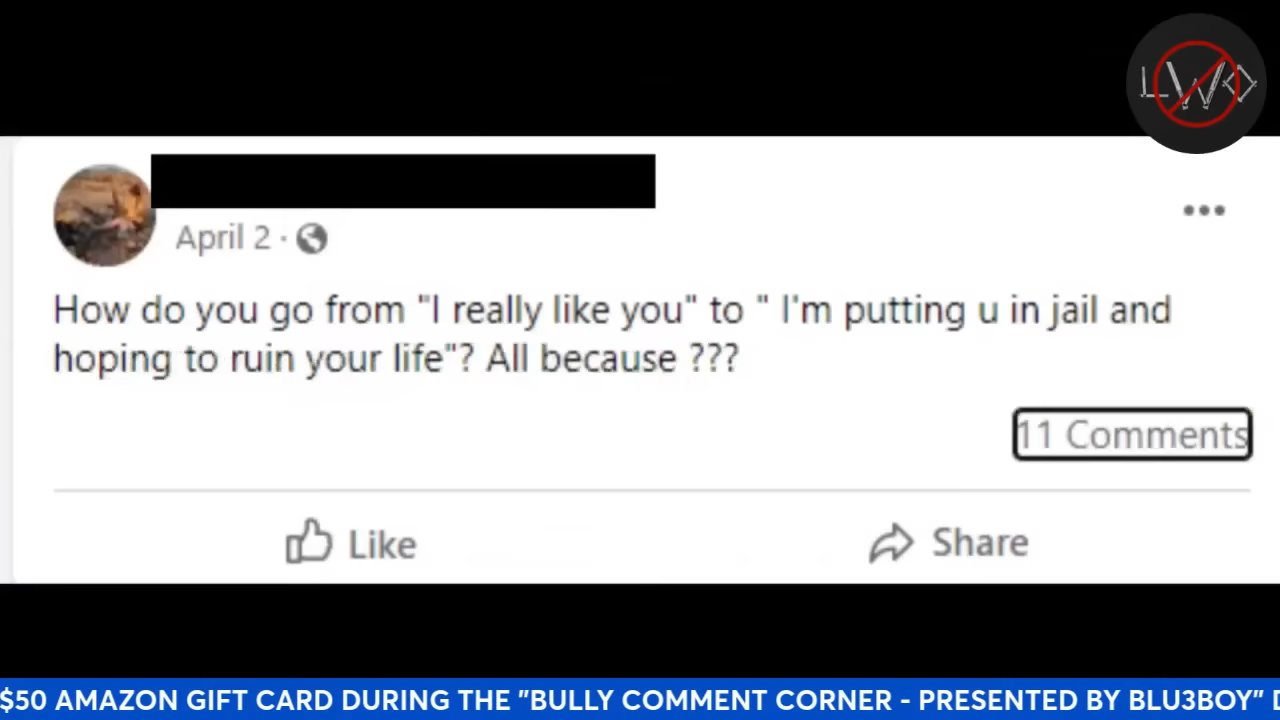 LWO
April 2 ·
How do you go from "I really like you" to " I'm putting u in jail and
hoping to ruin your life"? All because ???
11 Comments
Like
Share
$50 AMAZON GIFT CARD DURING THE "BULLY COMMENT CORNER - PRESENTED BY BLU3BOY" D